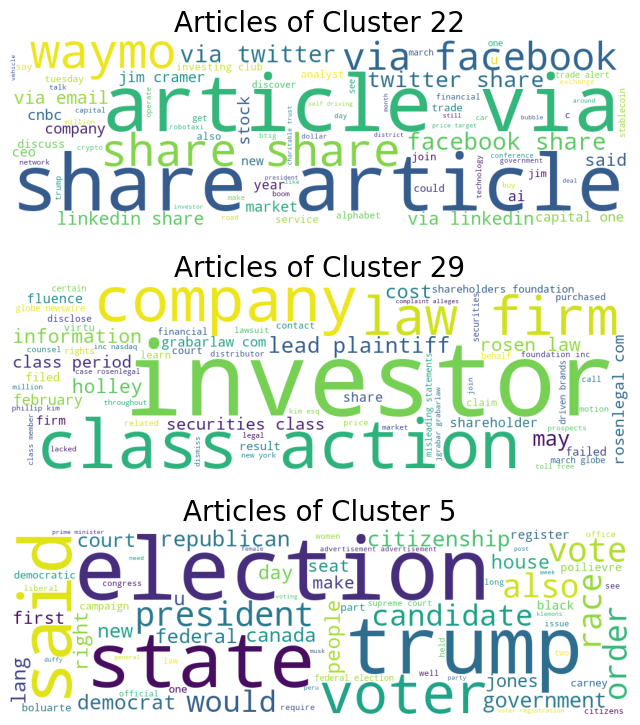 Articles of Cluster 22
waymo
via twitter
via facebook
say
investing club
analyst
march
one
u
vehicle
tuesday
jim cramer
discover
see
twitter share
trade alert
exchange
talk
article via
via email
capital
operate
self driving
financial
month
around
stablecoin
cnbc
million
robotaxi
get
stock
day
trade
still
car
price target
bubble
c
company
also
share share
btig
charitable trust
dollar
district
facebook share
discuss
crypto
new
join
conference
government
said
ceo
network
share article
president
like
jim
technology
trump
year
boom
make
could
buy
deal
investor
market
ai
linkedin share
road
service
alphabet
via linkedin
capital one
Articles of Cluster 29
certain
company
cost
shareholders foundation
fluence
disclose
law firm
complaint alleges
securities
purchased
globe newswire
virtu
financial
lawsuit
contact
information
inc nasdaq
grabarlaw com
lead plaintiff
rosen law
counsel
rights
learn
court
distributor
behalf
foundation inc
class period
case rosenlegal
investor
driven brands
call
million
filed
holley
share
misleading statements
join
motion
rosenlegal com
february
throughout
kim esq
claim
prospects
phillip kim
related
price
shareholder
class member
firm
securities class
jgrabar grabarlaw
may
failed
lacked
class action
dismiss
legal
result
market
march globe
new york
toll free
Articles of Cluster 5
prime minister
said
court
republican
women
citizenship
register
office
female
advertisement advertisement
post
vote
democratic
need
election
day
seat
house
poilievre
liberal
congress
make
long
week
also
see
campaign
voting
u
part
supreme court
black
race
order
first
right
president
people
candidate
klemons
new
federal
canada
held
issue
two
state
trump
lang
duffy
general
law
musk
federal election
well
jones
carney
official
one
peru
party
government
boluarte
democrat
would
require
voter
voter registration
citizens